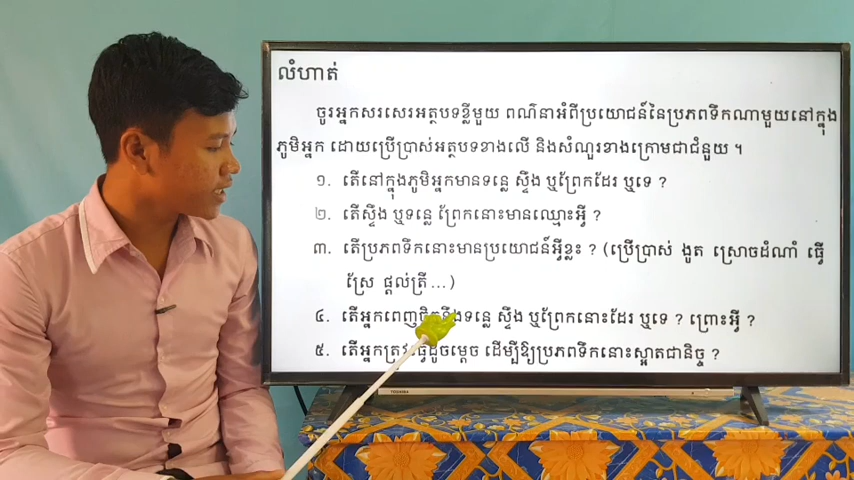 លំហាត់
ចូរអ្នកសរសេរអត្ថបទខ្លីមួយ ពណ៌នាអំពីប្រយោជន៍នៃប្រភពទឹកណាមួយនៅក្នុង
ភូមិអ្នក ដោយប្រើប្រាស់អត្ថបទខាងលើ និងសំណួរខាងក្រោមជាជំនួយ ។
១. តើនៅក្នុងភូមិអ្នកមានទន្លេ ស្ទឹង ឬព្រែកដែរ ឬទេ ?
២. តើស្ទឹង ឬទន្លេ ព្រែកនោះមានឈ្មោះអ្វី ?
៣. តើប្រភពទឹកនោះមានប្រយោជន៍អ្វីខ្លះ ? (ប្រើប្រាស់ ងូត ស្រោចដំណាំ ធ្វើ
ស្រែ ផ្តល់ត្រី...)
៤. តើអ្នកពេញចិត្តនឹងទន្លេ ស្ទឹង ឬព្រែកនោះដែរ ឬទេ ? ព្រោះអ្វី ?
៥. តើអ្នកត្រូវធ្វើដូចម្តេច ដើម្បីឱ្យប្រភពទឹកនោះស្អាតជានិច្ច ?
TOSHIBA